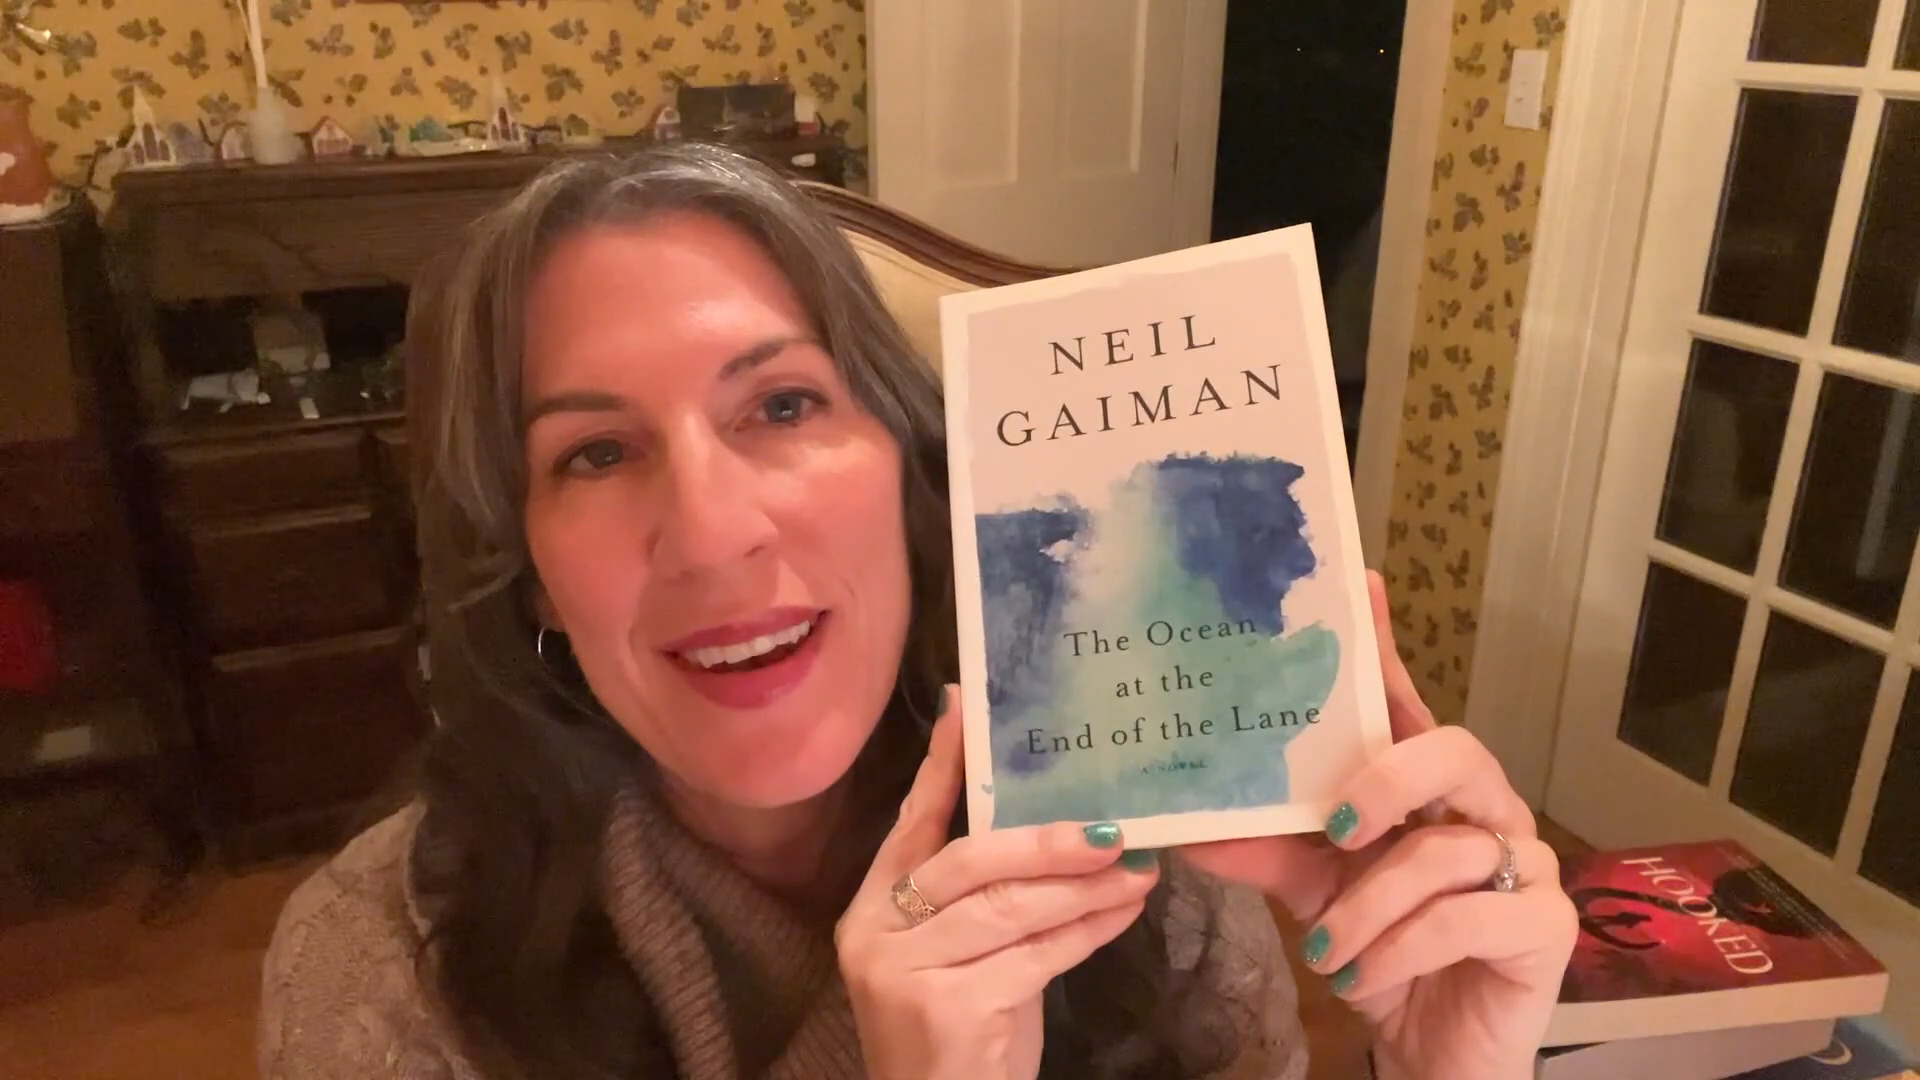 NEIL
GAIMAN
The Ocean
at the
End of the Lane
A NOVEL
HOOKED